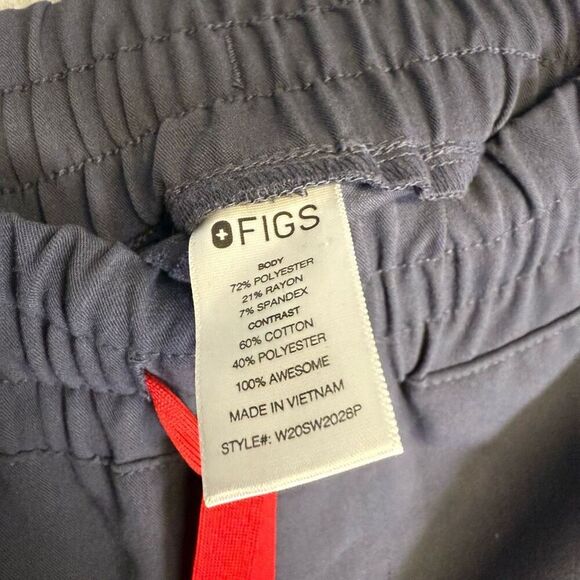 FIGS
BODY
72% POLYESTER
21% RAYON
7% SPANDEX
CONTRAST
60% COTTON
40% POLYESTER
100% AWESOME
MADE IN VIETNAM
STYLE#: W20SW2028P